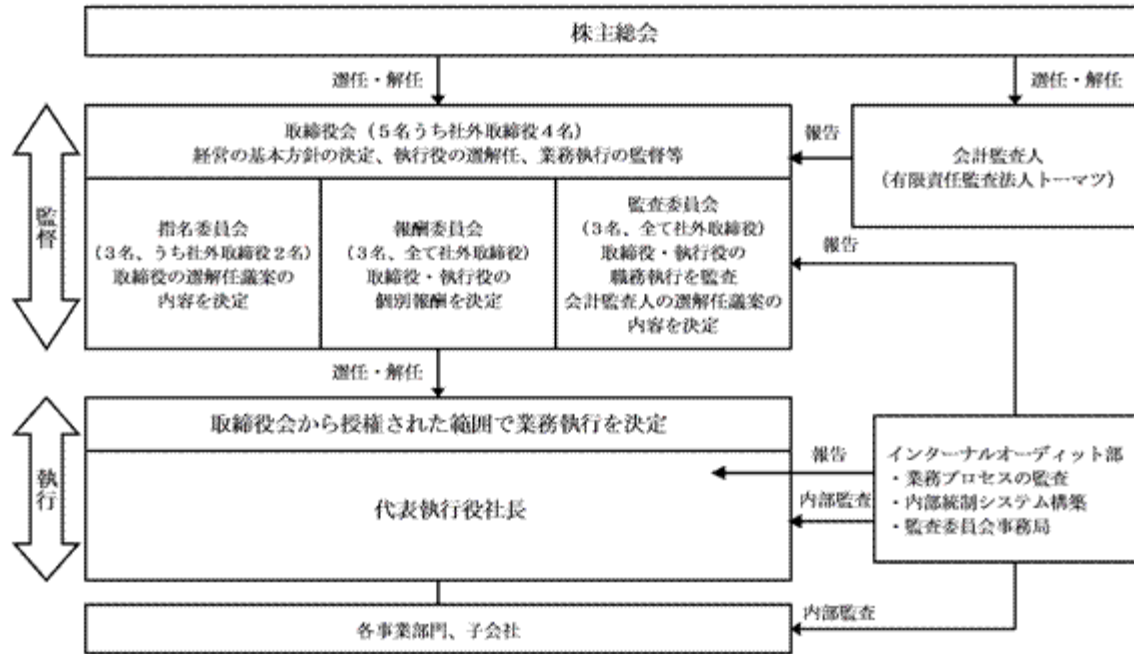 株主総会
選任・解任
選任・解任
監督
取締役会（5名うち社外取締役4名）
経営の基本方針の決定、執行役の選解任、業務執行の監督等
報告
会計監査人
（有限責任監査法人トーマツ）
指名委員会
（3名、うち社外取締役2名）
取締役の選解任議案の
内容を決定
報酬委員会
（3名、全て社外取締役）
取締役・執行役の
個別報酬を決定
監査委員会
（3名、全て社外取締役）
取締役・執行役の
職務執行を監査
会計監査人の選解任議案の
内容を決定
報告
選任・解任
執行
取締役会から授権された範囲で業務執行を決定
代表執行役社長
報告
内部監査
インターナルオーディット部
・業務プロセスの監査
・内部統制システム構築
・監査委員会事務局
内部監査
各事業部門、子会社